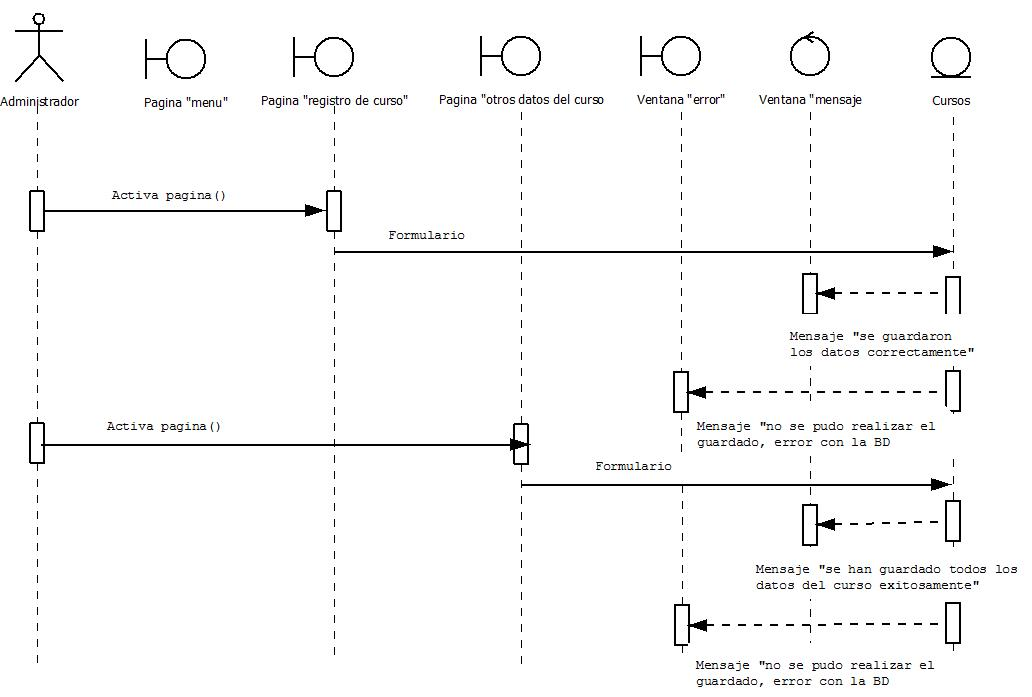 Administrador
Pagina "menu"
Pagina "registro de curso"
Pagina "otros datos del curso
Ventana "error"
Ventana "mensaje
Cursos
Activa pagina()
Formulario
Mensaje "se guardaron
los datos correctamente"
Activa pagina()
Mensaje "no se pudo realizar el
guardado, error con la BD
Formulario
Mensaje "se han guardado todos los
datos del curso exitosamente"
Mensaje "no se pudo realizar el
guardado, error con la BD